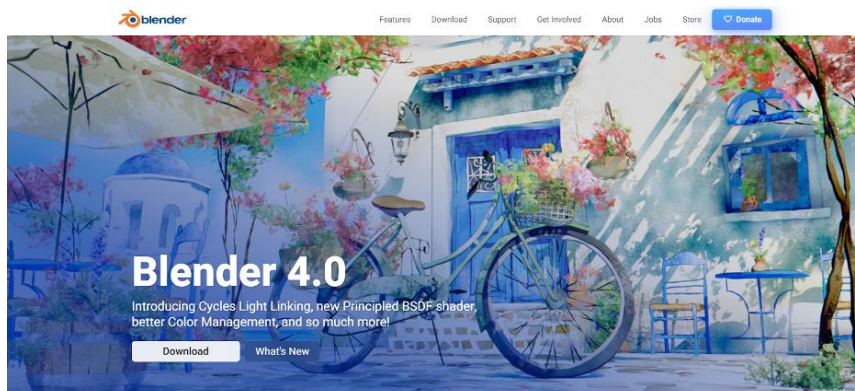 blender
Features Download Support Get Involved About Jobs Store Donate
Blender 4.0
Introducing Cycles Light Linking, new Principled BSDF shader,
better Color Management, and so much more!
Download What's New